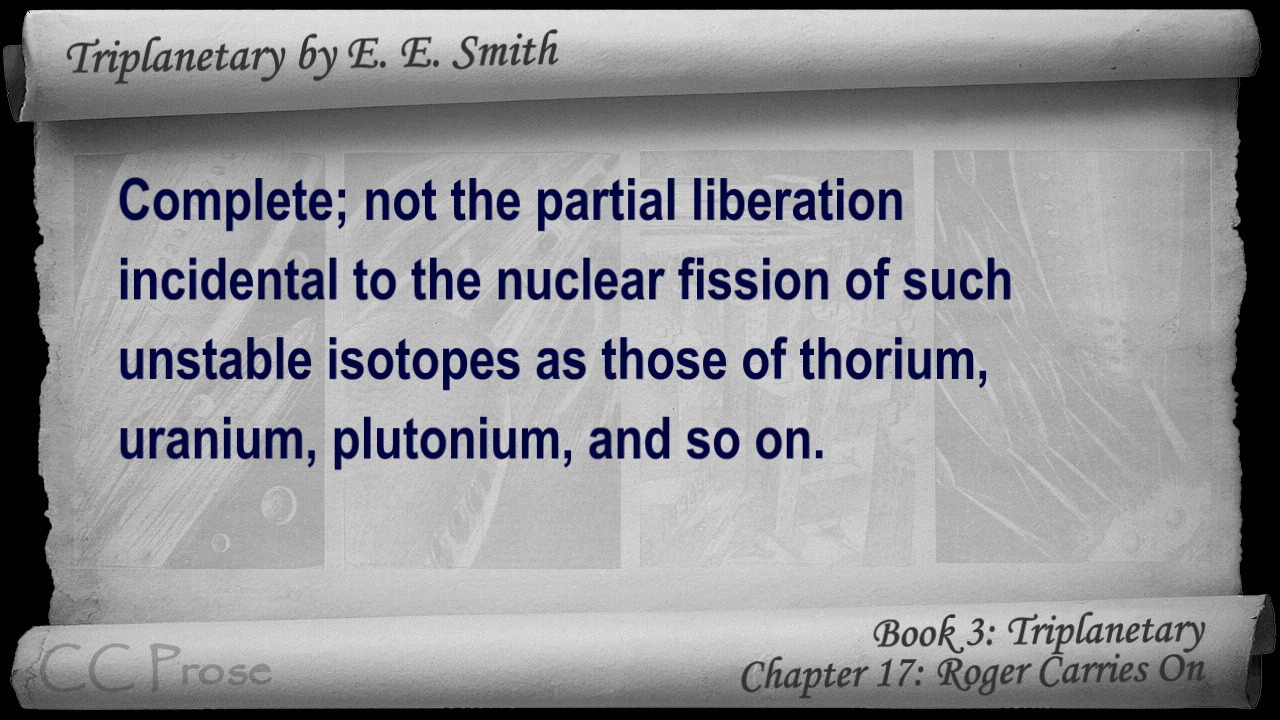 Triplanetary by E. E. Smith
Complete; not the partial liberation
incidental to the nuclear fission of such
unstable isotopes as those of thorium,
uranium, plutonium, and so on.
CC Prose
Book 3: Triplanetary
Chapter 17: Roger Carries On